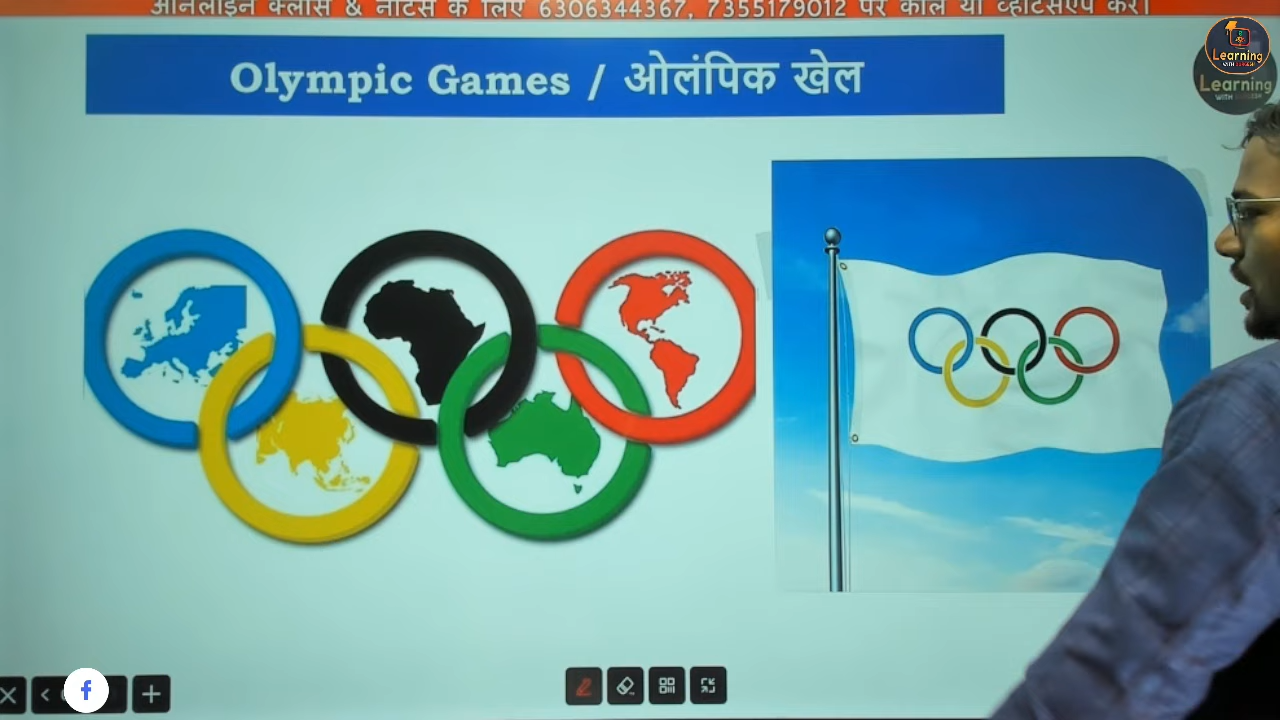 ऑनलाइन क्लास & नोट्स के लिए 6306344367, 7355179012 पर कॉल या व्हाट्सएप करें।
Olympic Games / ओलंपिक खेल
Learning
Learning